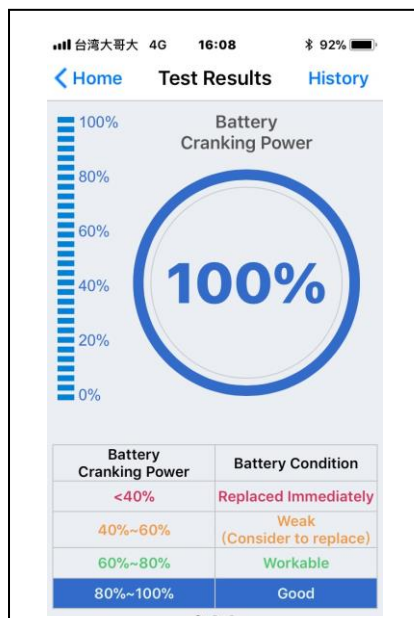 台湾大哥大 4G 16:08 92%
Home Test Results History
100%
80%
60%
40%
20%
0%
Battery
Cranking Power
100%
Battery
Cranking Power Battery Condition
<40% Replaced Immediately
40%~60% Weak
(Consider to replace)
60%~80% Workable
80%~100% Good